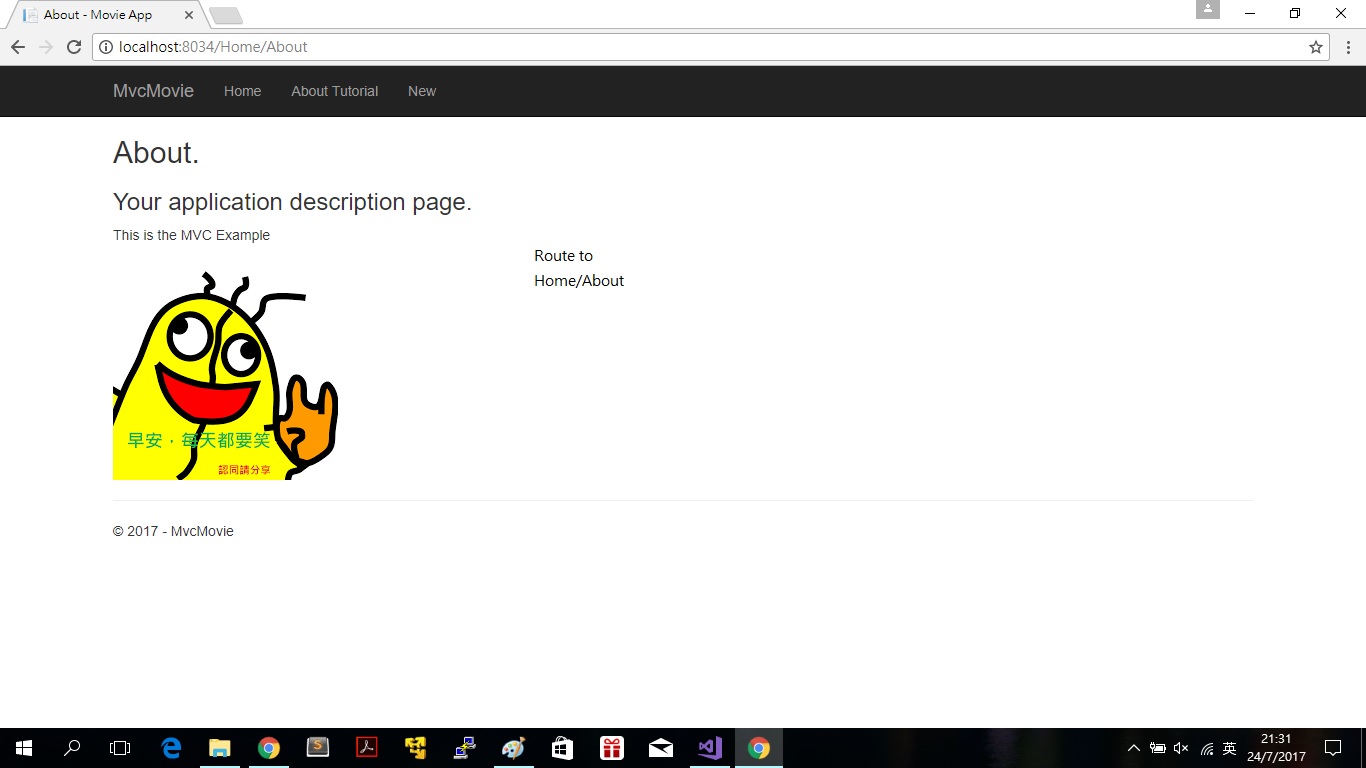 About - Movie App
localhost:8034/Home/About
MvcMovie Home About Tutorial New
About.
Your application description page.
This is the MVC Example
Route to
Home/About
早安，每天都要笑
認同請分享
© 2017 - MvcMovie
英
21:31
24/7/2017